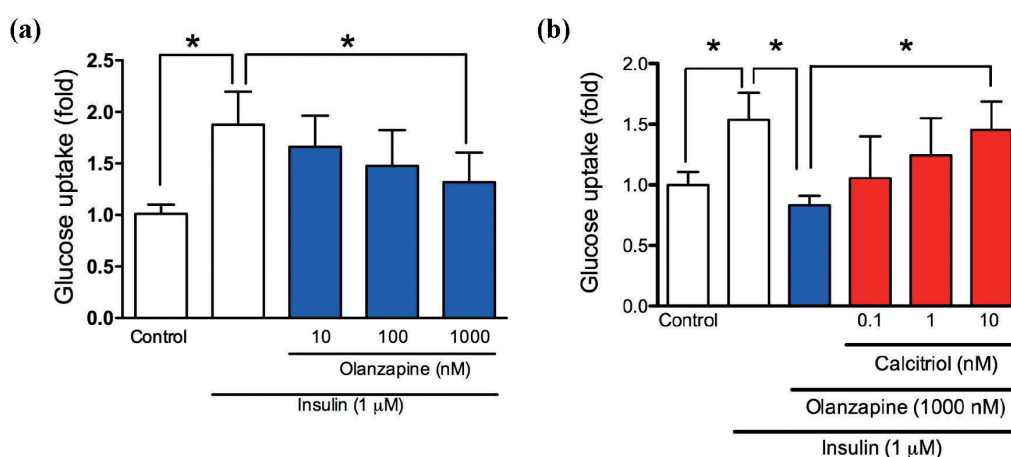 (a)
*
*
Glucose uptake (fold)
2.5
2.0
1.5
1.0
0.5
0.0
Control
10
100
1000
Olanzapine (nM)
Insulin (1 μM)
(b)
*
*
*
Glucose uptake (fold)
2.0
1.5
1.0
0.5
0.0
Control
0.1
1
10
Calcitriol (nM)
Olanzapine (1000 nM)
Insulin (1 μM)